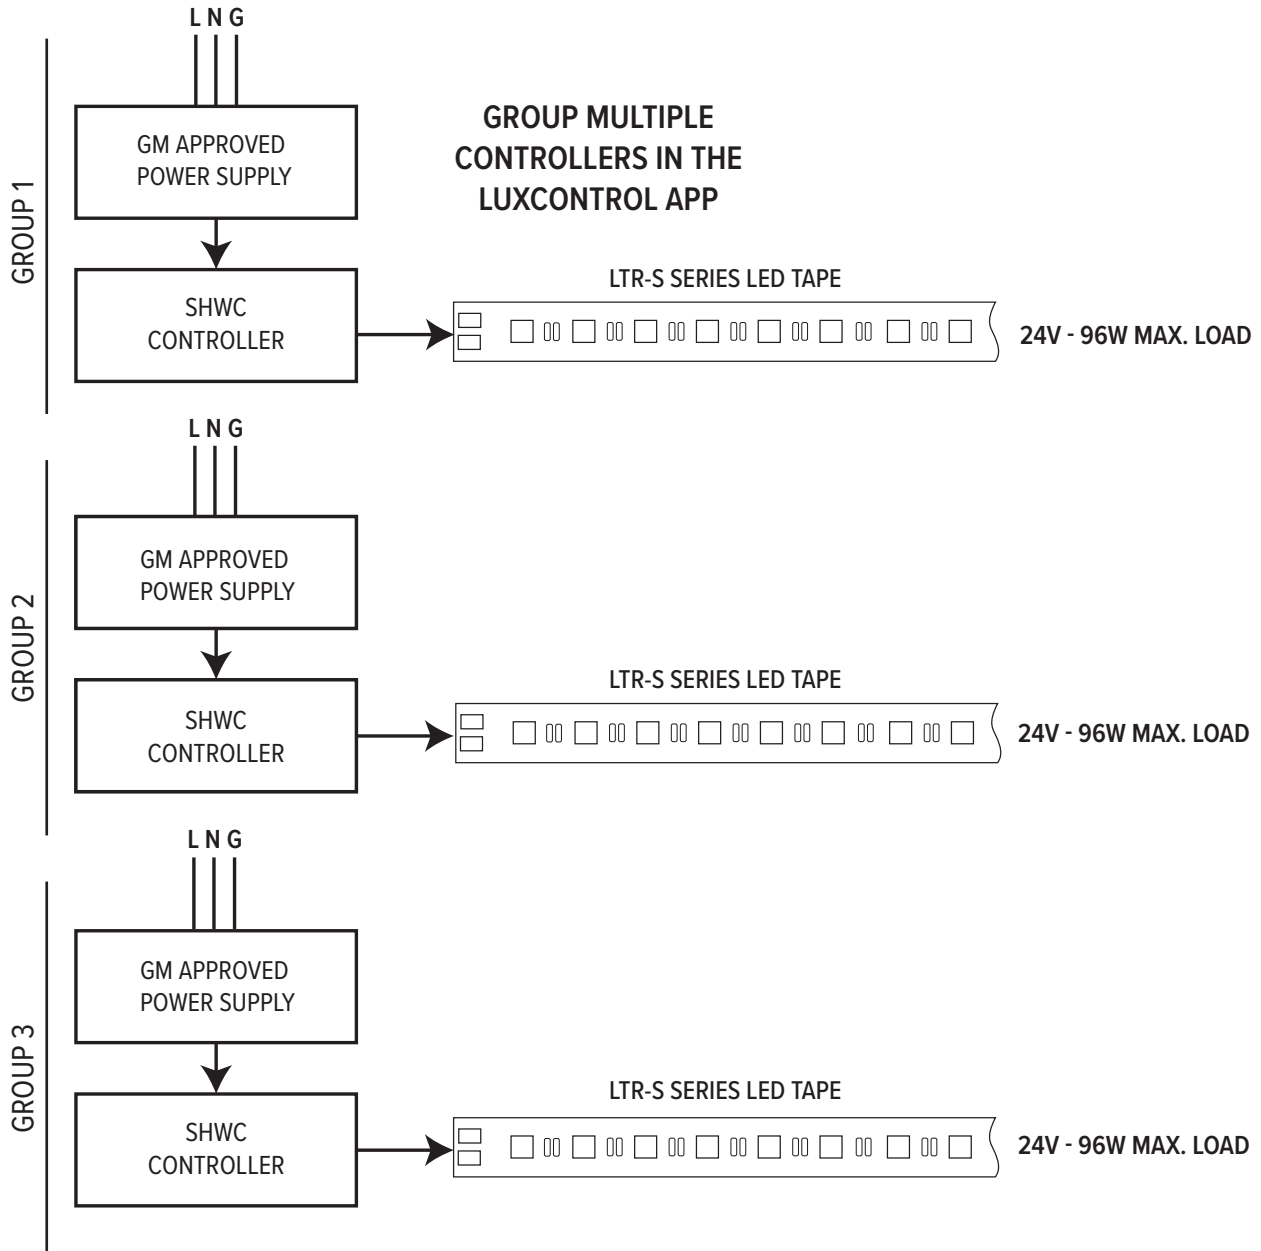 L N G
GROUP 1
GM APPROVED
POWER SUPPLY
GROUP MULTIPLE
CONTROLLERS IN THE
LUXCONTROL APP
SHWC
CONTROLLER
LTR-S SERIES LED TAPE
24V - 96W MAX. LOAD
L N G
GROUP 2
GM APPROVED
POWER SUPPLY
SHWC
CONTROLLER
LTR-S SERIES LED TAPE
24V - 96W MAX. LOAD
L N G
GROUP 3
GM APPROVED
POWER SUPPLY
SHWC
CONTROLLER
LTR-S SERIES LED TAPE
24V - 96W MAX. LOAD